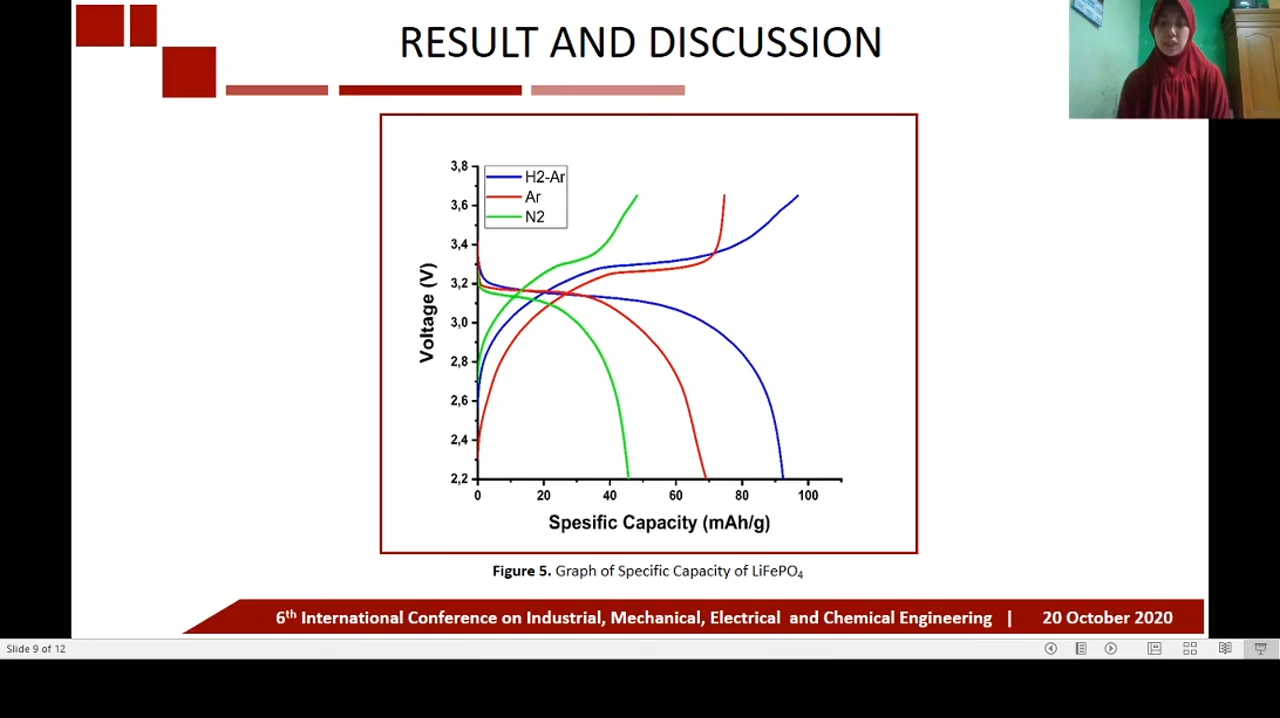 RESULT AND DISCUSSION
3,8
3,6
3,4
3,2
3,0
2,8
2,6
2,4
2,2
Voltage (V)
H2-Ar
Ar
N2
0 20 40 60 80 100
Spesific Capacity (mAh/g)
Figure 5. Graph of Specific Capacity of LiFePO₄
6th International Conference on Industrial, Mechanical, Electrical and Chemical Engineering | 20 October 2020
Slide 9 of 12